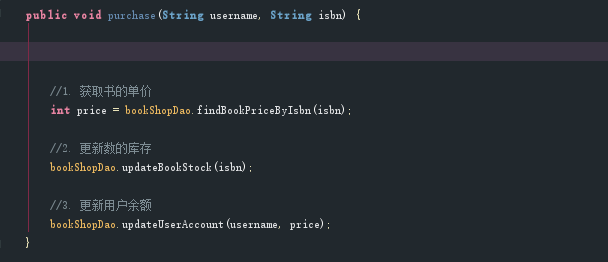 public void purchase(String username, String isbn) {
//1. 获取书的单价
int price = bookShopDao.findBookPriceByIsbn(isbn);
//2. 更新数的库存
bookShopDao.updateBookStock(isbn);
//3. 更新用户余额
bookShopDao.updateUserAccount(username, price);
}